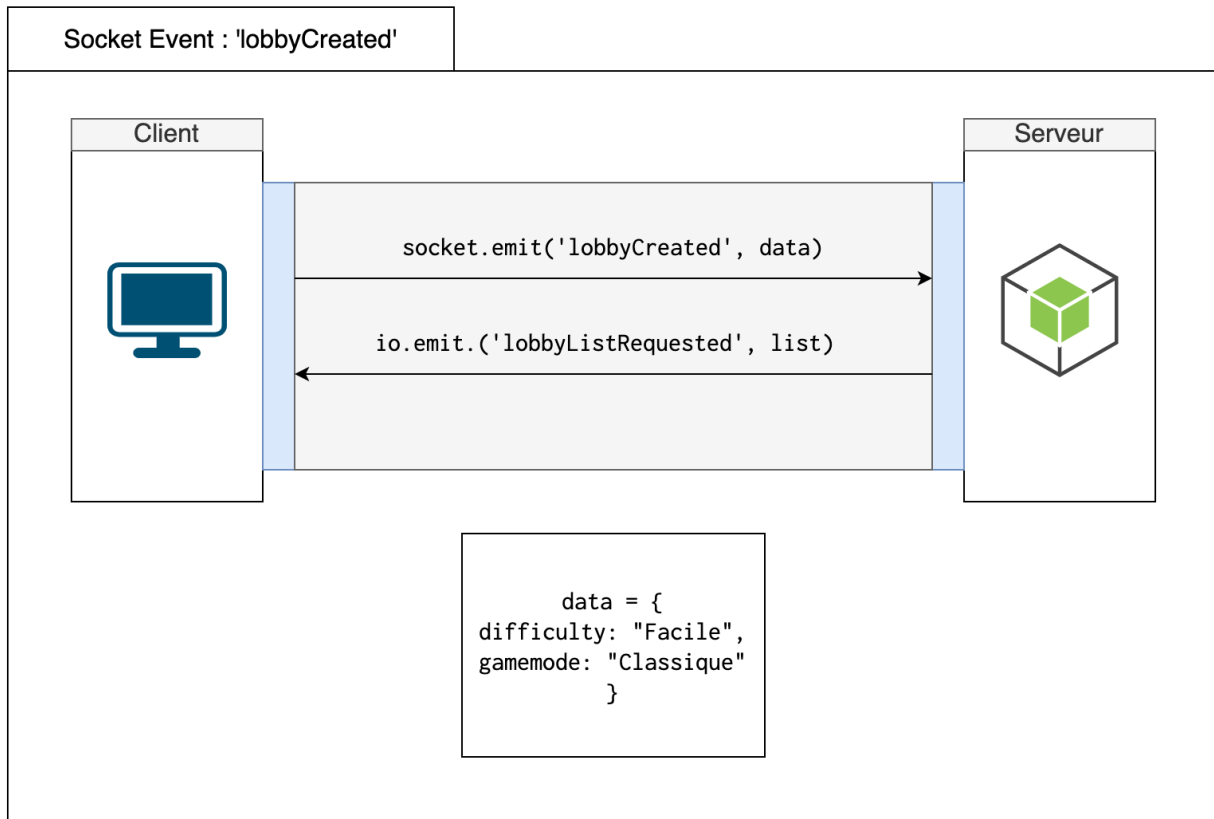 Socket Event : 'lobbyCreated'
Client
Serveur
socket.emit('lobbyCreated', data)
io.emit.('lobbyListRequested', list)
data = {
difficulty: "Facile",
gamemode: "Classique"
}